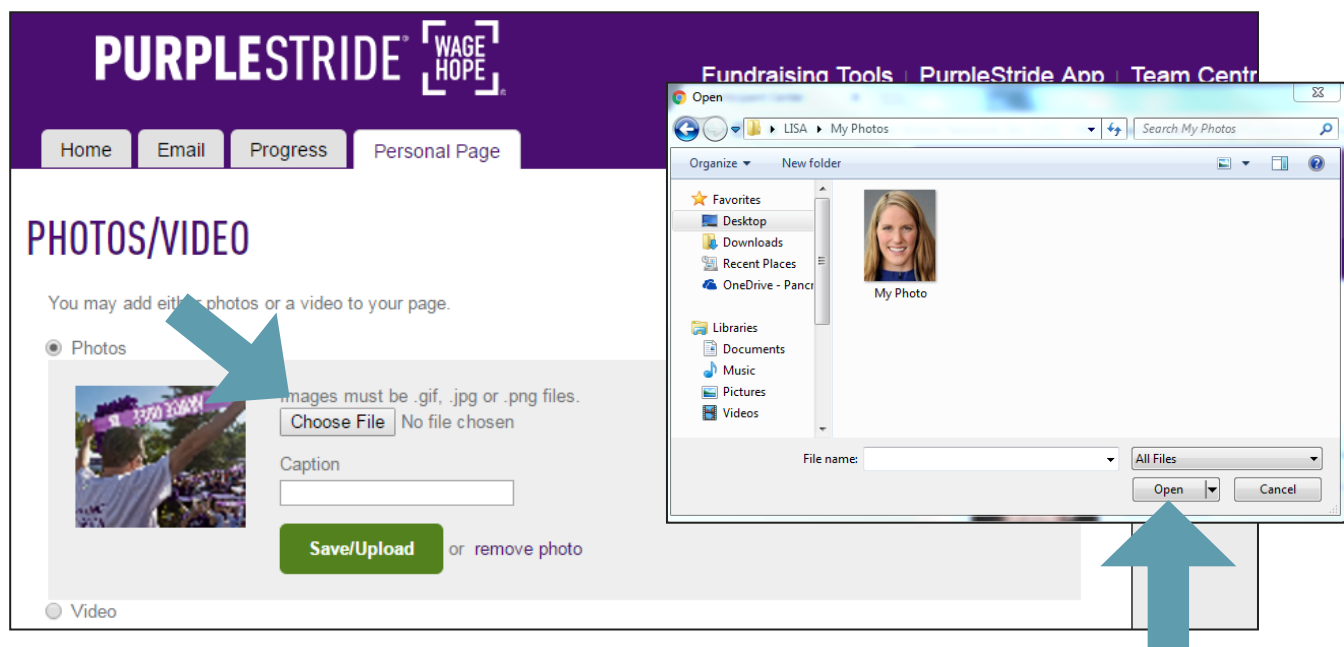 PURPLESTRIDE® WAGE HOPE®
Fundraising Tools | PurpleStride App | Team Centr
Home Email Progress Personal Page
PHOTOS/VIDEO
You may add either photos or a video to your page.
Photos
Images must be .gif, .jpg or .png files.
Choose File No file chosen
Caption
Save/Upload or remove photo
Video
Open
LISA My Photos
Search My Photos
Organize New folder
Favorites
Desktop
Downloads
Recent Places
OneDrive - Pancr
Libraries
Documents
Music
Pictures
Videos
My Photo
File name:
All Files
Open Cancel